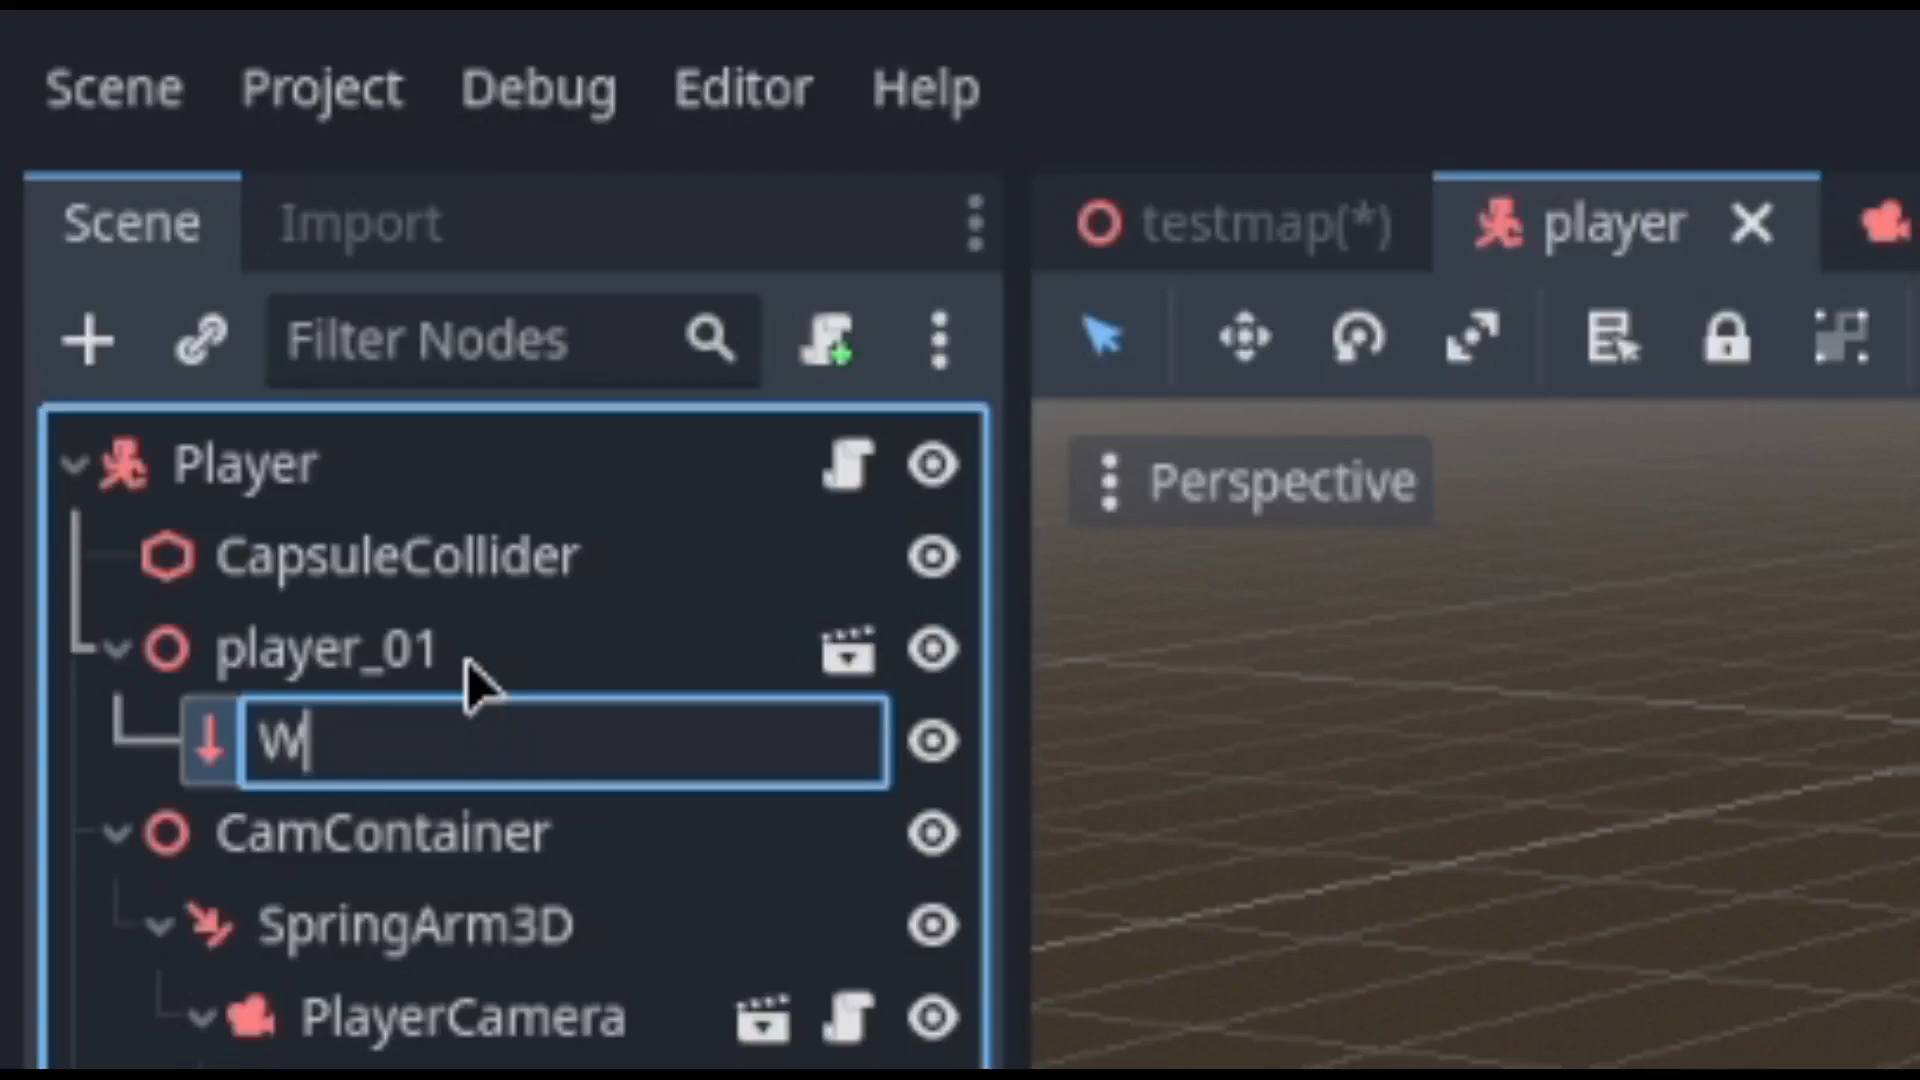 Scene Project Debug Editor Help
Scene Import
testmap(*) player
Filter Nodes
Player
Perspective
CapsuleCollider
player_01
W
CamContainer
SpringArm3D
PlayerCamera